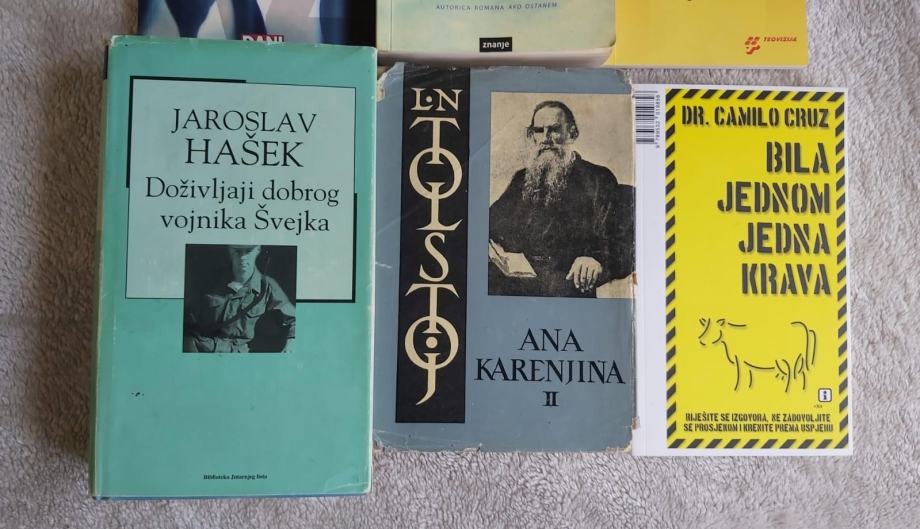 DANI
AUTORICA ROMANA AKO OSTANEM
znanje
TEOVIZIJA
JAROSLAV
HAŠEK
Doživljaji dobrog
vojnika Švejka
Biblioteka Jutarnjeg lista
L·N
TOLSTOJ
ANA
KARENJINA
II
DR. CAMILO CRUZ
BILA
JEDNOM
JEDNA
KRAVA
RIJEŠITE SE IZGOVORA, NE ZADOVOLJITE
SE PROSJEKOM I KRENITE PREMA USPJEHU